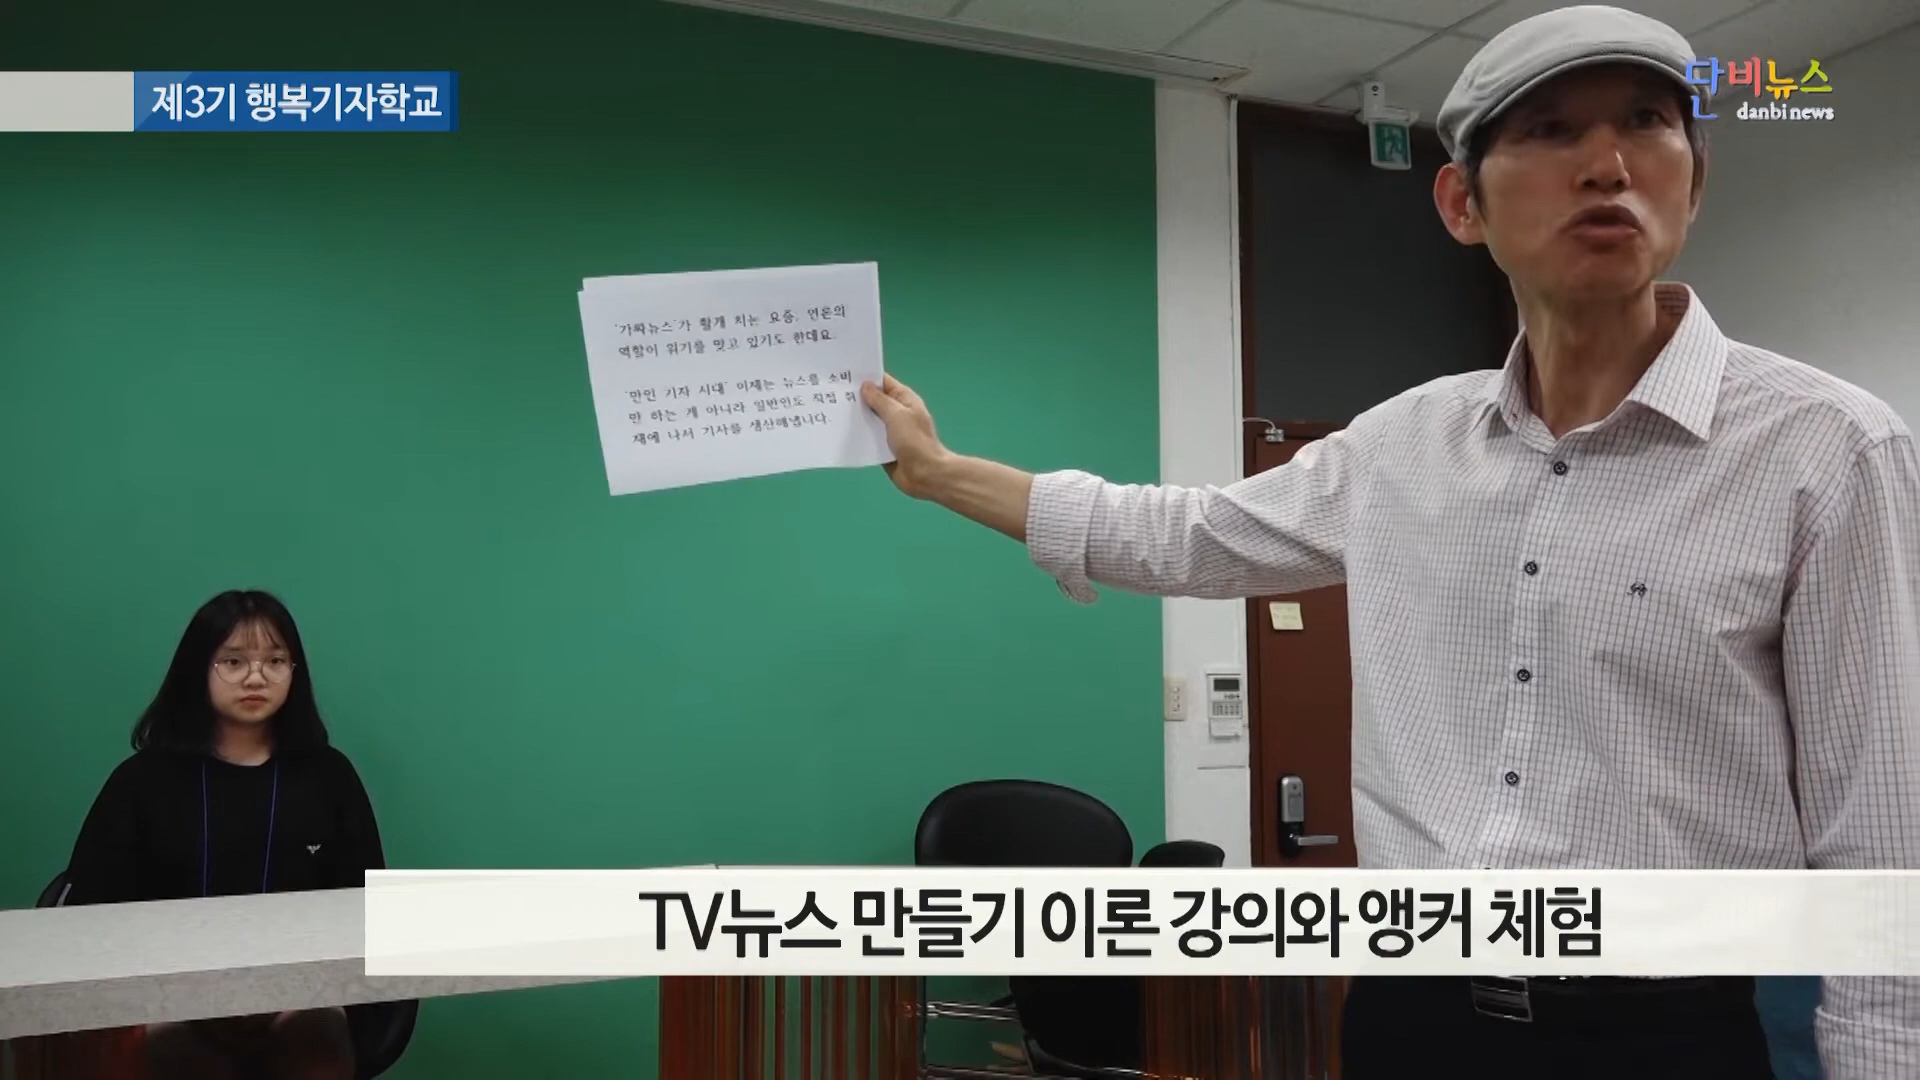 제3기 행복기자학교
단비뉴스
danbi news
'가짜뉴스'가 활개 치는 요즘, 언론의
역할이 위기를 맞고 있기도 한데요.
'만인 기자 시대' 이제는 뉴스를 소비
만 하는 게 아니라 일반인도 직접 취
재에 나서 기사를 생산해냅니다.
TV뉴스 만들기 이론 강의와 앵커 체험